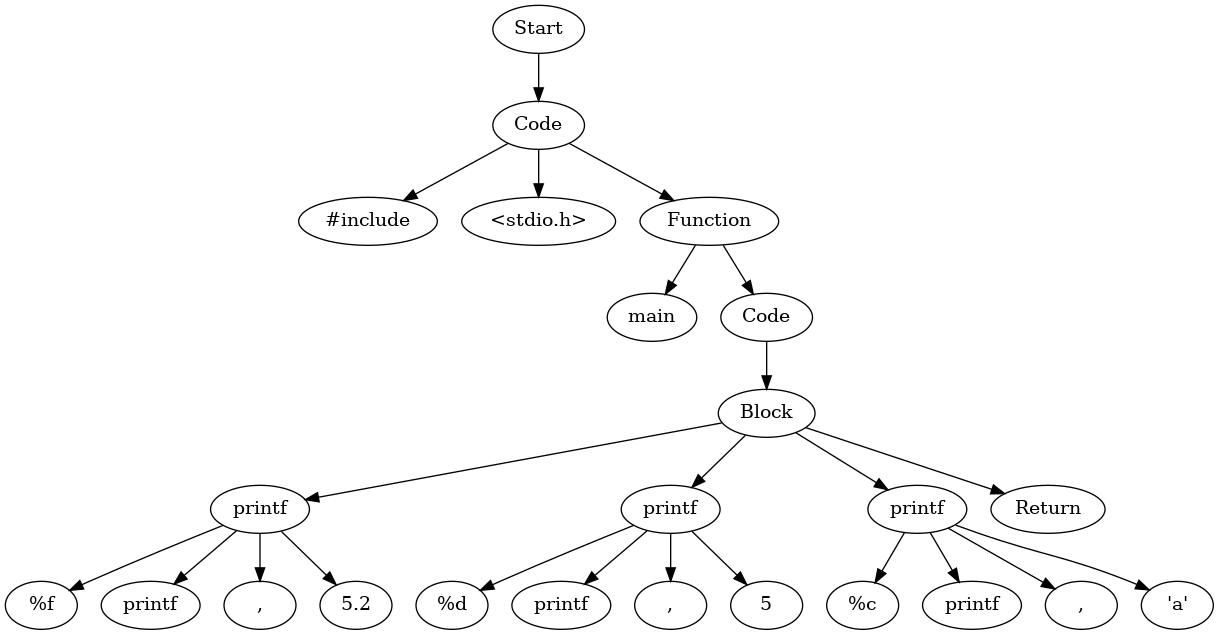 Start
Code
#include
<stdio.h>
Function
main
Code
Block
printf
printf
printf
Return
%f
printf
,
5.2
%d
printf
,
5
%c
printf
,
'a'